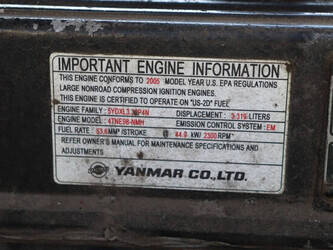 IMPORTANT ENGINE INFORMATION
THIS ENGINE CONFORMS TO 2005 MODEL YEAR U.S. EPA REGULATIONS
LARGE NONROAD COMPRESSION IGNITION ENGINES.
THIS ENGINE IS CERTIFIED TO OPERATE ON "US-2D" FUEL
ENGINE FAMILY: DISPLACEMENT: 3.319 LITERS
ENGINE MODEL: 4TNE98-NMH EMISSION CONTROL SYSTEM: EM
FUEL RATE: 53.6 MM³/STROKE @ 44.9 kW/ 2300 RPM
REFER OWNER'S MANUAL FOR MAINTENANCE SPECIFICATIONS AND
ADJUSTMENTS.
YANMAR CO.,LTD.